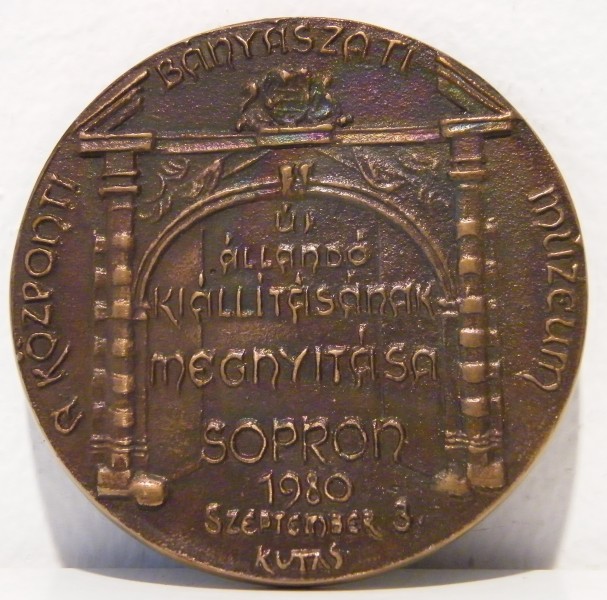 A KÖZPONTI BÁNYÁSZATI MÚZEUM
ÚJ
ÁLLANDÓ
KIÁLLÍTÁSÁNAK
MEGNYITÁSA
SOPRON
1980
SZEPTEMBER 3.
KUTAS